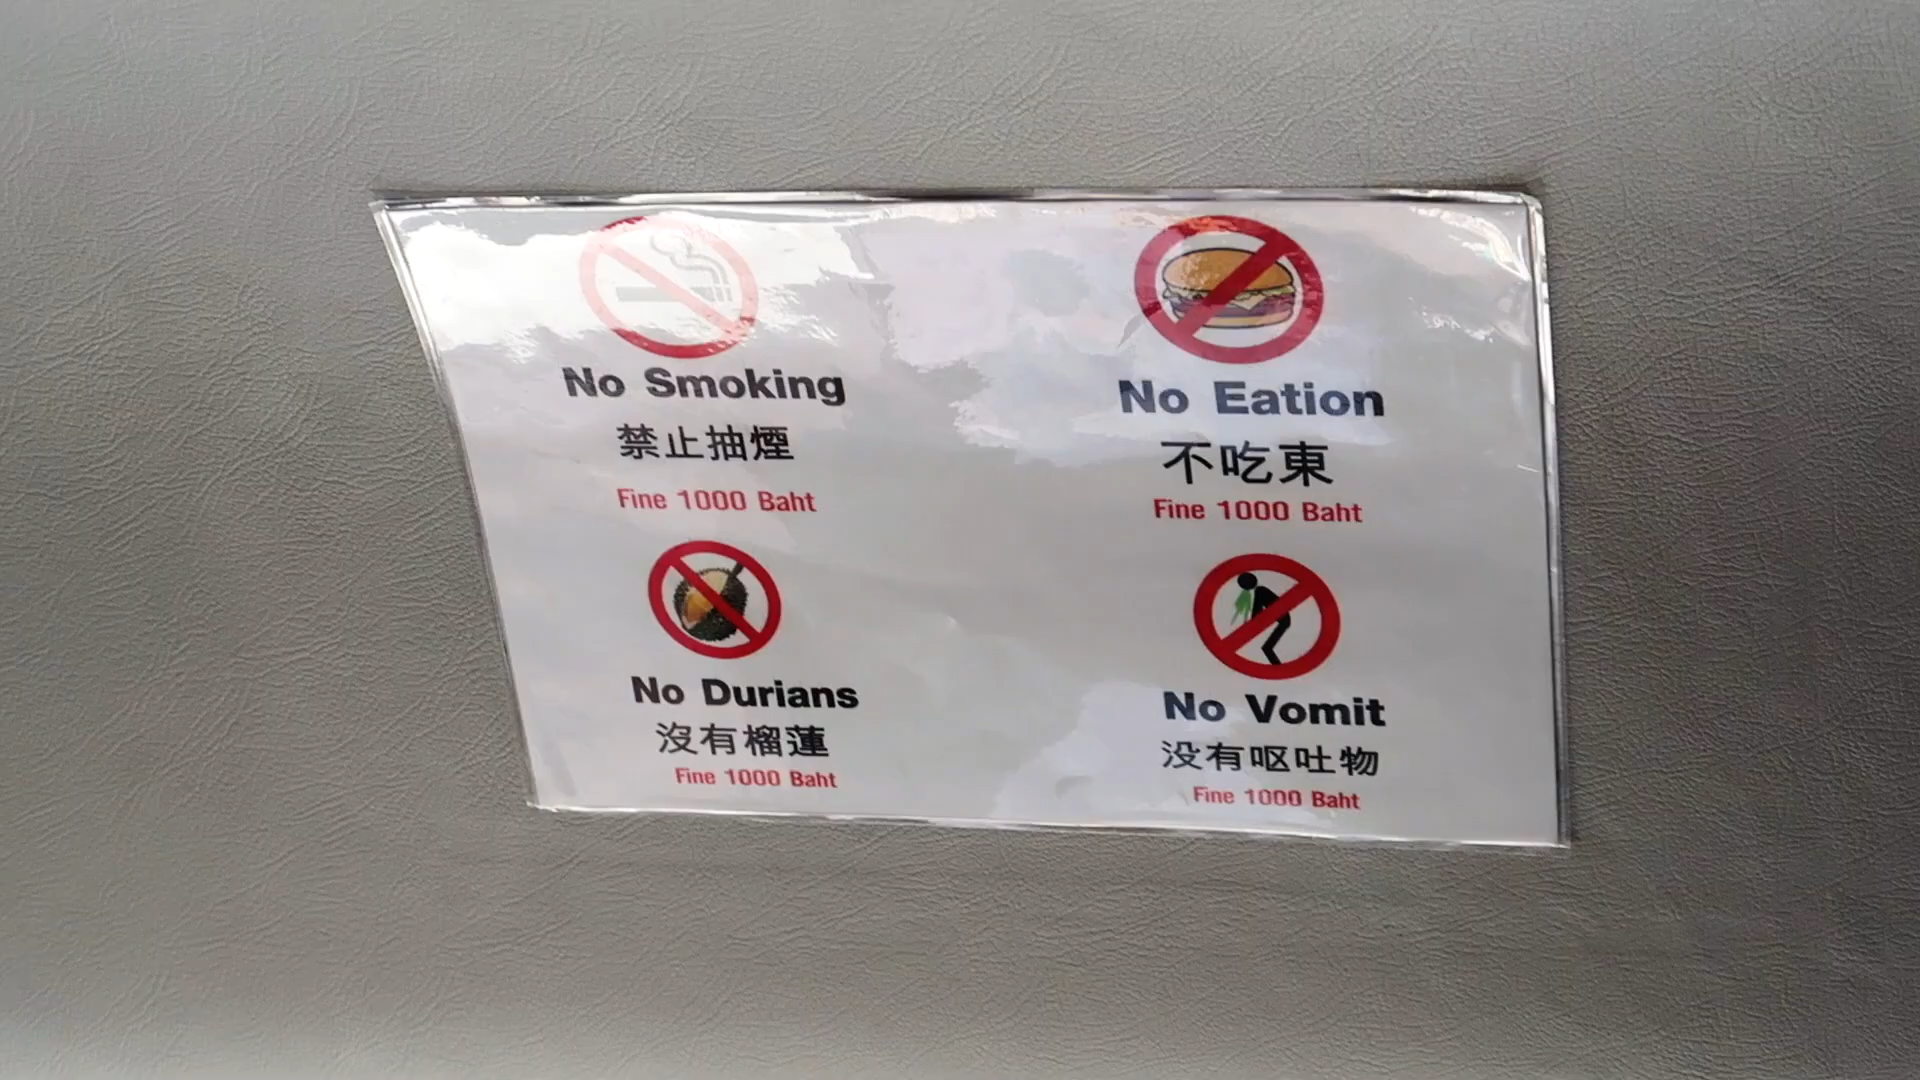 No Smoking
禁止抽煙
Fine 1000 Baht
No Eation
不吃東
Fine 1000 Baht
No Durians
沒有榴蓮
Fine 1000 Baht
No Vomit
没有呕吐物
Fine 1000 Baht